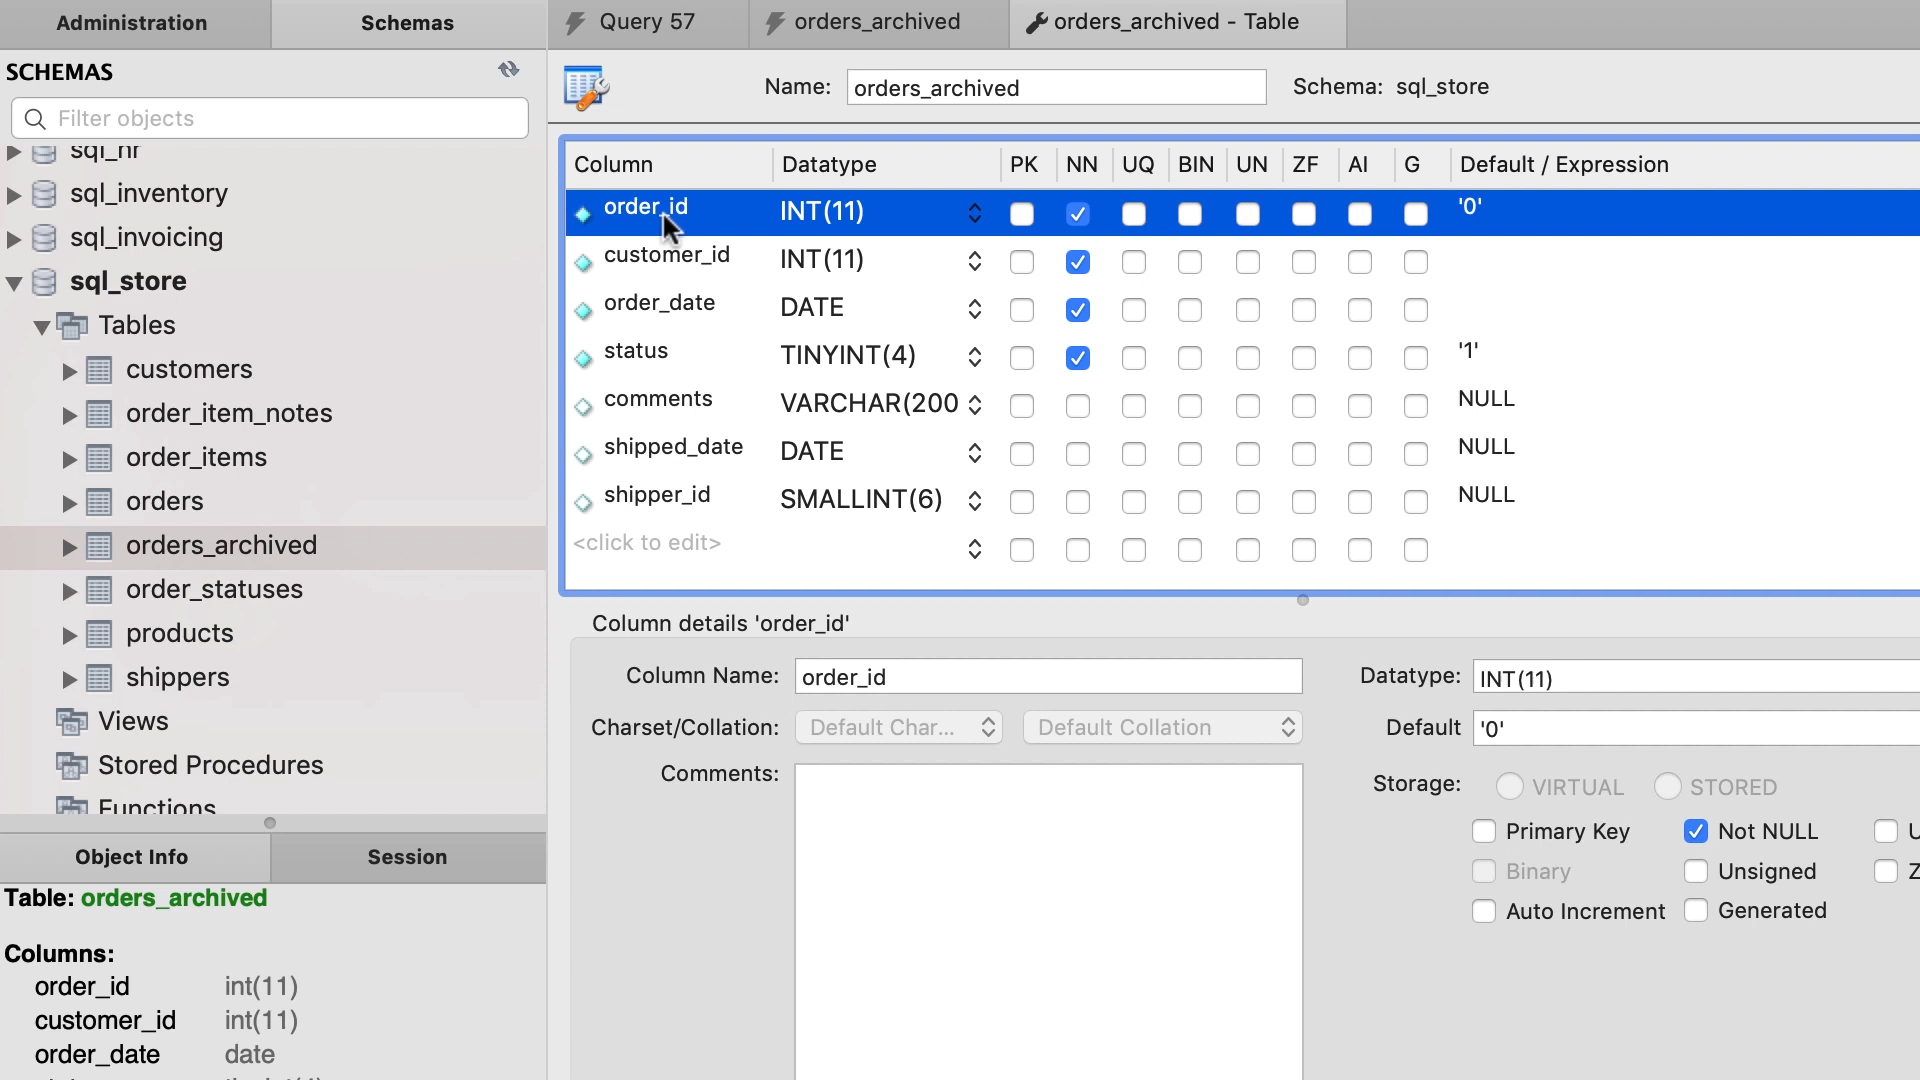 Administration
Schemas
Query 57
orders_archived
orders_archived - Table
SCHEMAS
Filter objects
sql_hr
sql_inventory
sql_invoicing
sql_store
Tables
customers
order_item_notes
order_items
orders
orders_archived
order_statuses
products
shippers
Views
Stored Procedures
Functions
Object Info
Session
Table: orders_archived
Columns:
order_id int(11)
customer_id int(11)
order_date date
Name: orders_archived Schema: sql_store
Column Datatype PK NN UQ BIN UN ZF AI G Default / Expression
order_id INT(11) '0'
customer_id INT(11)
order_date DATE
status TINYINT(4) '1'
comments VARCHAR(200 NULL
shipped_date DATE NULL
shipper_id SMALLINT(6) NULL
<click to edit>
Column details 'order_id'
Column Name: order_id Datatype: INT(11)
Charset/Collation: Default Char... Default Collation Default '0'
Comments: Storage: VIRTUAL STORED
Primary Key Not NULL U
Binary Unsigned Z
Auto Increment Generated